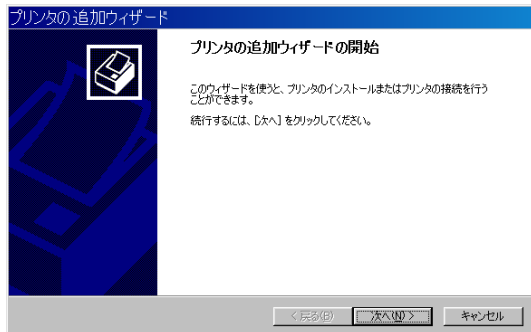 プリンタの追加ウィザード
プリンタの追加ウィザードの開始
このウィザードを使うと、プリンタのインストールまたはプリンタの接続を行う
ことができます。
続行するには、[次へ] をクリックしてください。
< 戻る(B)
次へ(N) >
キャンセル